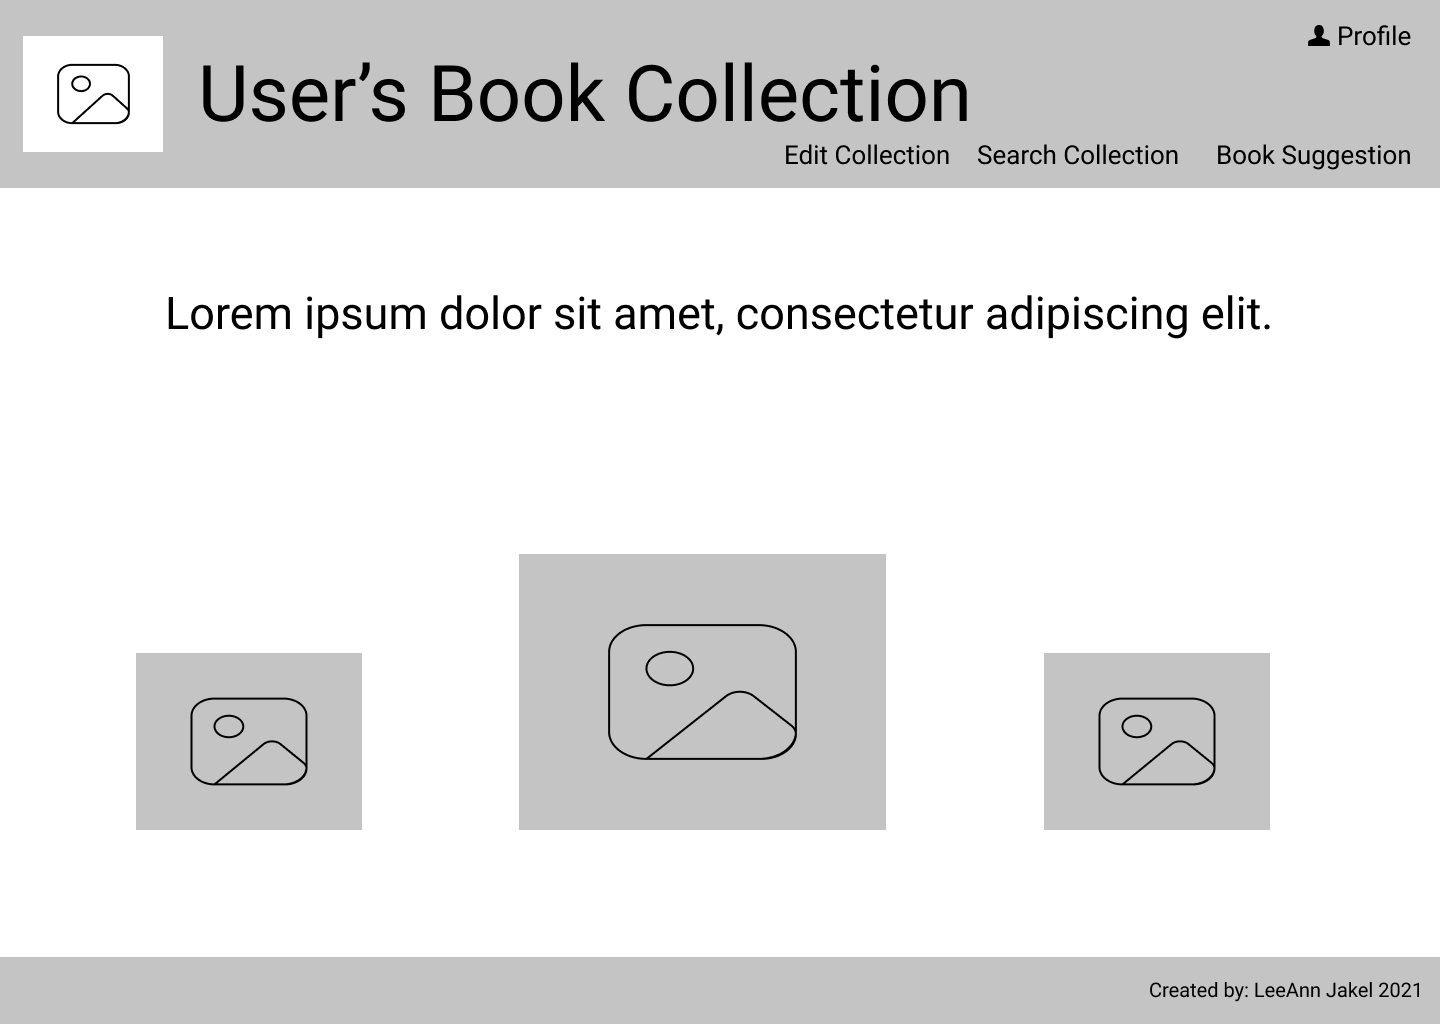 Profile
User’s Book Collection
Edit Collection Search Collection Book Suggestion
Lorem ipsum dolor sit amet, consectetur adipiscing elit.
Created by: LeeAnn Jakel 2021